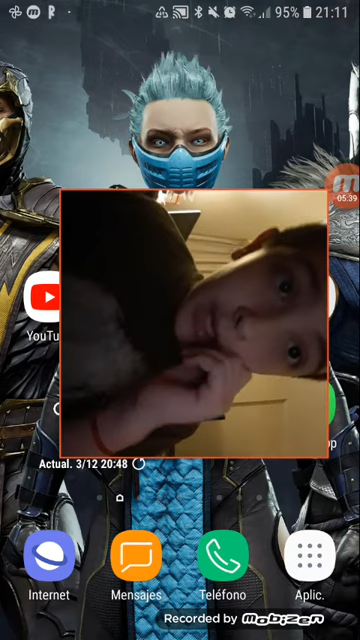 95% 21:11
05:39
YouTu
p
Actual. 3/12 20:48
Internet
Mensajes
Teléfono
Aplic.
Recorded by Mobizen